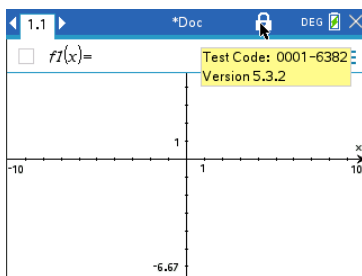 1.1 *Doc DEG
f1(x)=
Test Code: 0001-6382
Version 5.3.2
1
x
-10 1 10
-6.67